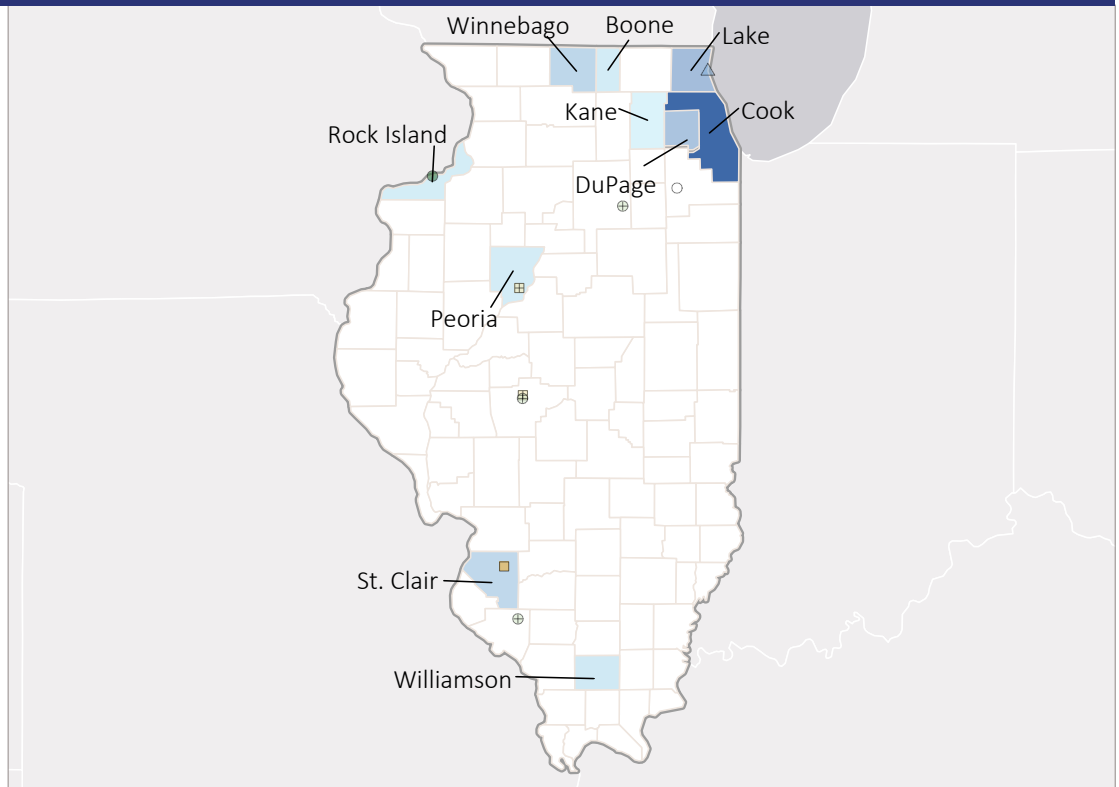 Winnebago
Boone
Lake
Kane
Cook
Rock Island
DuPage
Peoria
St. Clair
Williamson